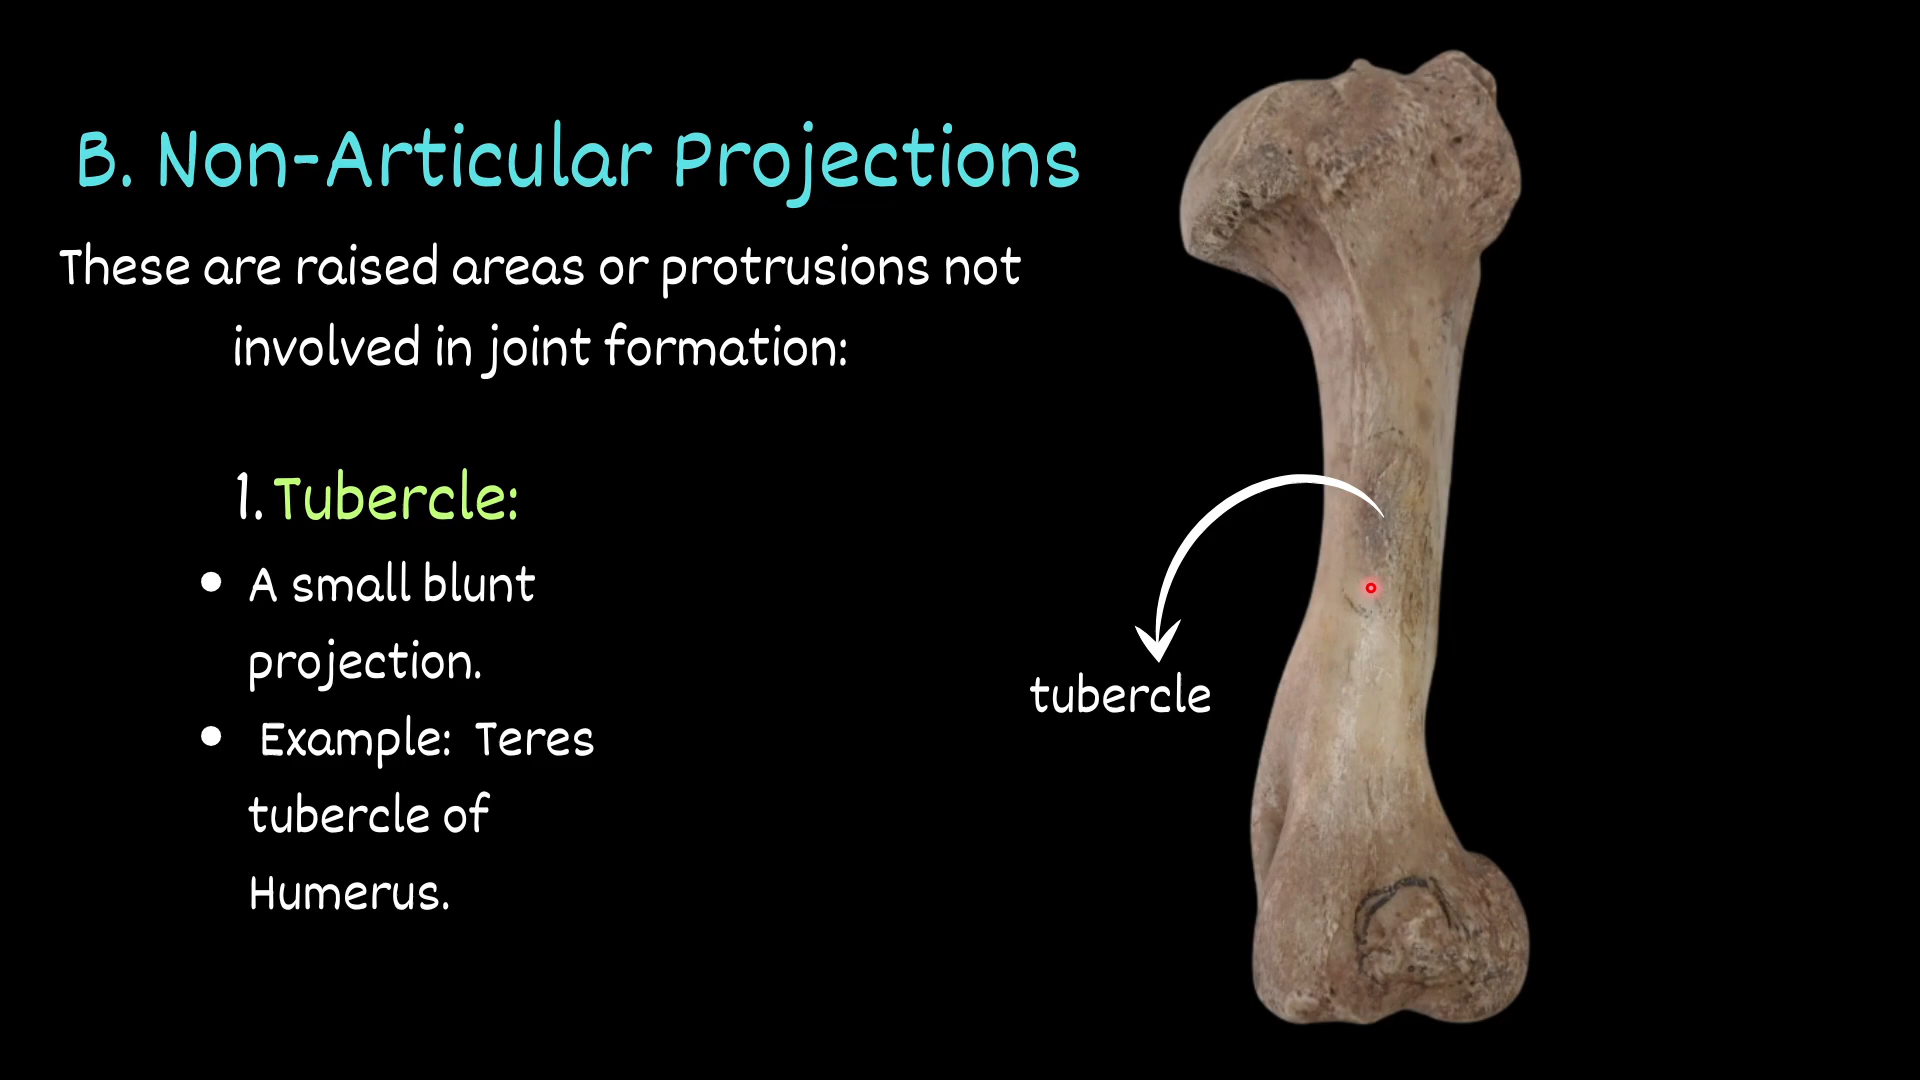 B. Non-Articular Projections
These are raised areas or protrusions not
involved in joint formation:
1. Tubercle:
• A small blunt
projection.
• Example: Teres
tubercle of
Humerus.
tubercle